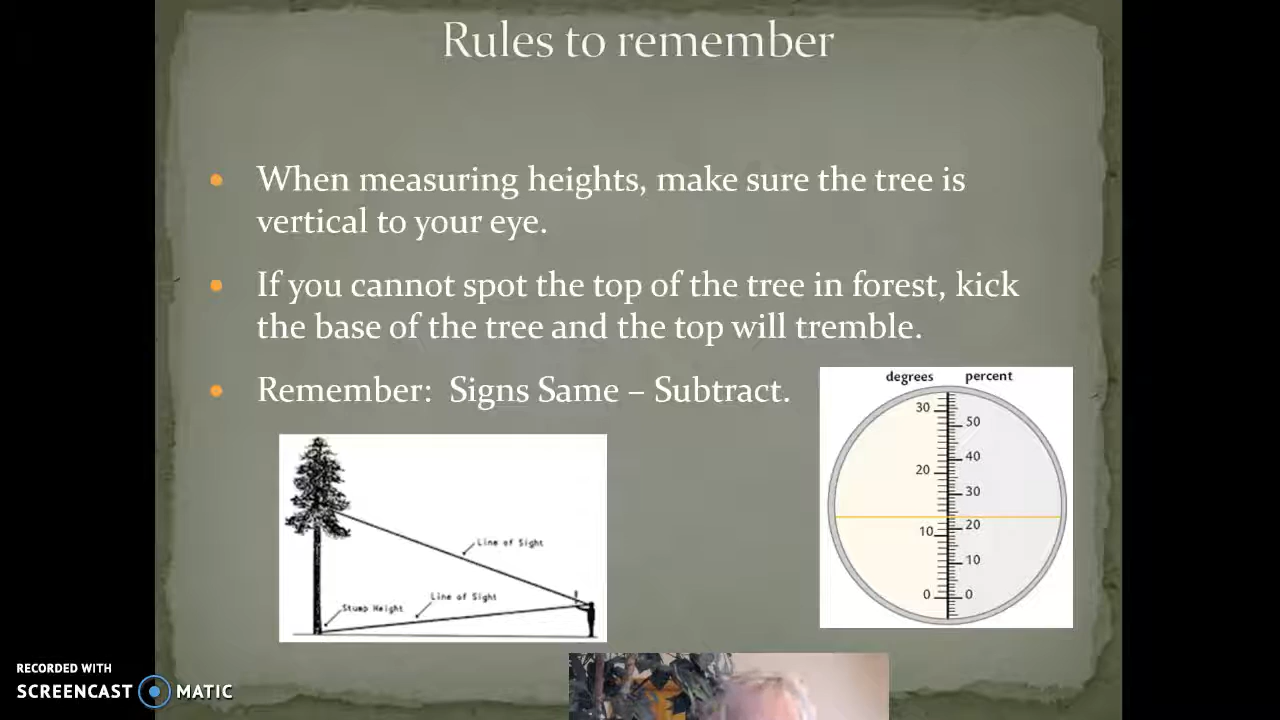 Rules to remember
When measuring heights, make sure the tree is
vertical to your eye.
If you cannot spot the top of the tree in forest, kick
the base of the tree and the top will tremble.
Remember: Signs Same – Subtract.
degrees percent
30
50
40
20
30
20
10
10
0 0
Line of Sight
Line of Sight
Stump Height
RECORDED WITH
SCREENCAST MATIC